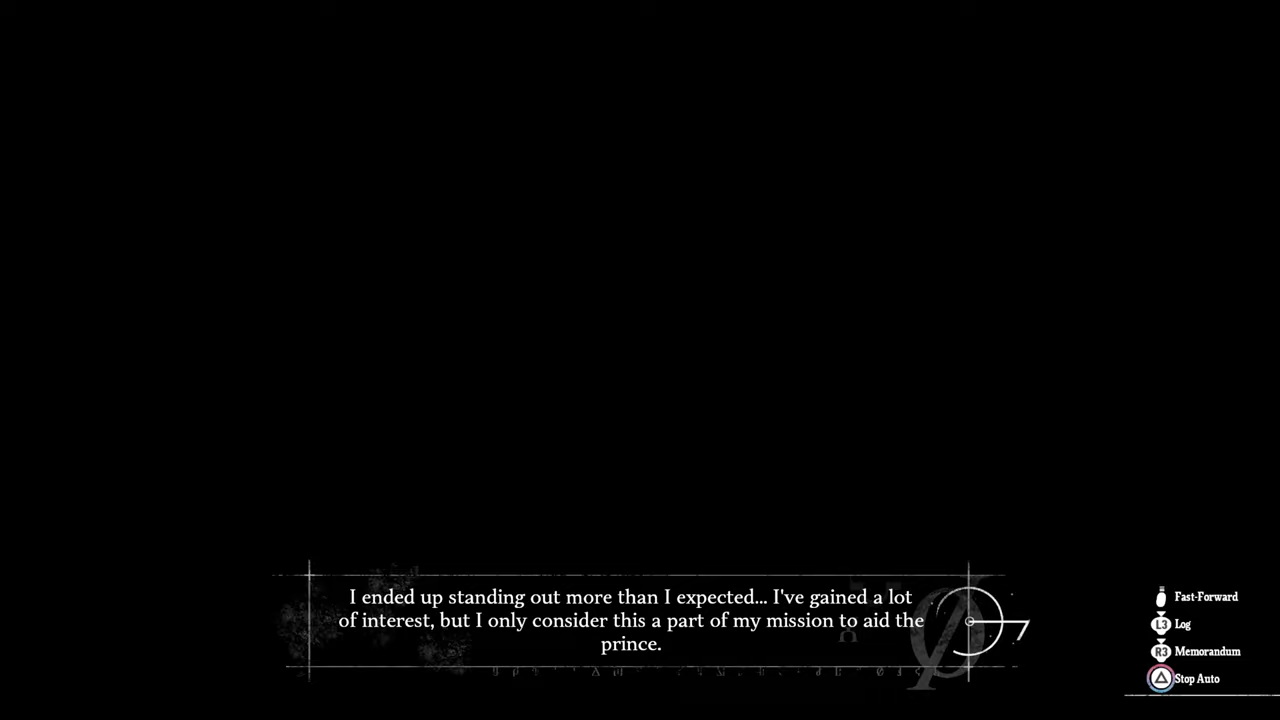 I ended up standing out more than I expected... I've gained a lot
of interest, but I only consider this a part of my mission to aid the
prince.
Fast-Forward
L3 Log
R3 Memorandum
Stop Auto